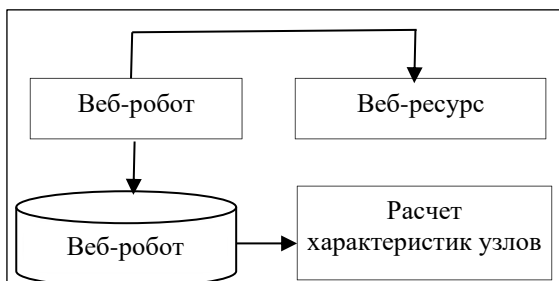 Веб-робот
Веб-ресурс
Веб-робот
Расчет
характеристик узлов